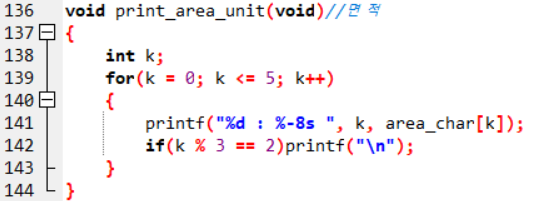 136 void print_area_unit(void)//면 적
137 {
138 int k;
139 for(k = 0; k <= 5; k++)
140 {
141 printf("%d : %-8s ", k, area_char[k]);
142 if(k % 3 == 2)printf("\n");
143 }
144 }